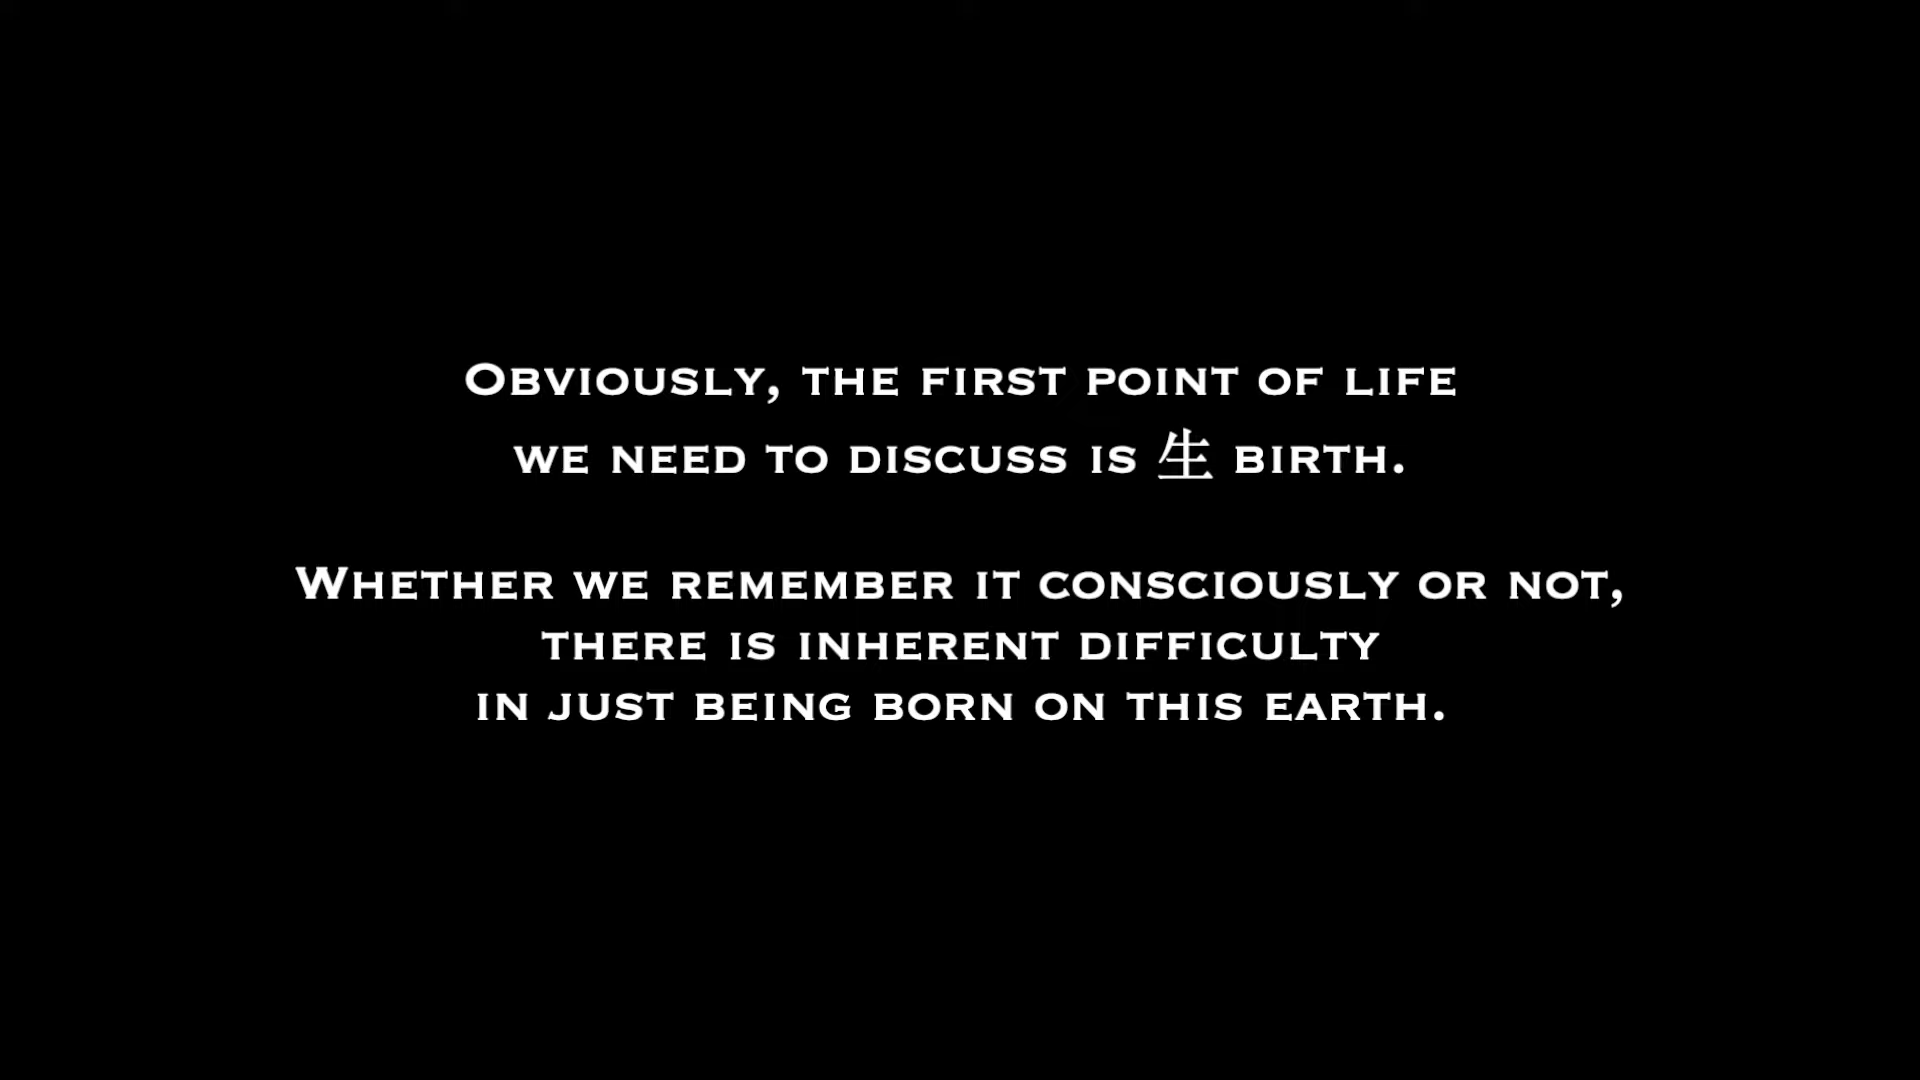 Obviously, the first point of life
we need to discuss is 生 birth.
Whether we remember it consciously or not,
there is inherent difficulty
in just being born on this earth.